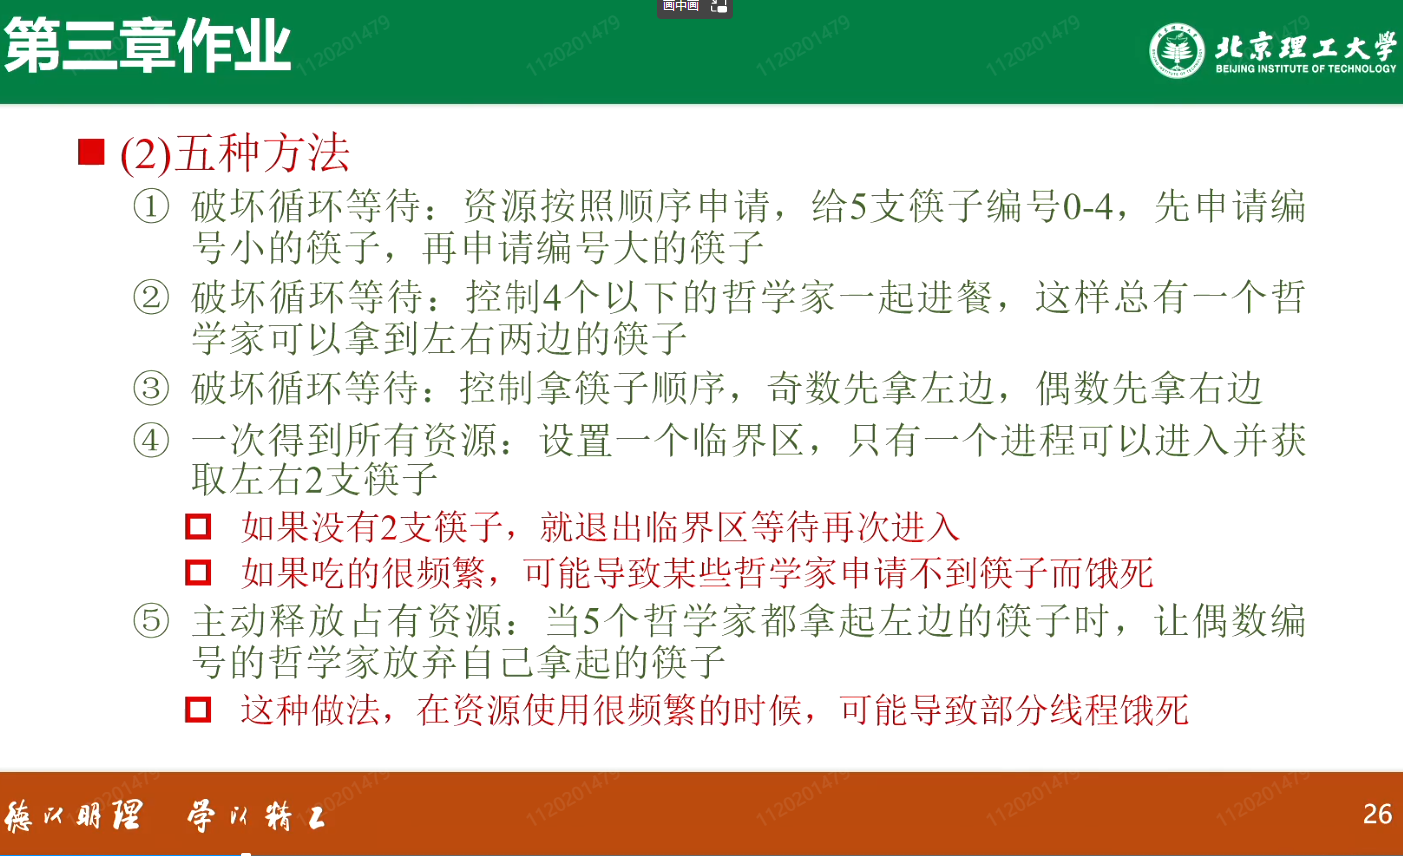 画中画
第三章作业
北京理工大学
BEIJING INSTITUTE OF TECHNOLOGY
(2)五种方法
① 破坏循环等待：资源按照顺序申请，给5支筷子编号0-4，先申请编
号小的筷子，再申请编号大的筷子
② 破坏循环等待：控制4个以下的哲学家一起进餐，这样总有一个哲
学家可以拿到左右两边的筷子
③ 破坏循环等待：控制拿筷子顺序，奇数先拿左边，偶数先拿右边
④ 一次得到所有资源：设置一个临界区，只有一个进程可以进入并获
取左右2支筷子
如果没有2支筷子，就退出临界区等待再次进入
如果吃的很频繁，可能导致某些哲学家申请不到筷子而饿死
⑤ 主动释放占有资源：当5个哲学家都拿起左边的筷子时，让偶数编
号的哲学家放弃自己拿起的筷子
这种做法，在资源使用很频繁的时候，可能导致部分线程饿死
德以明理 学以精工
26
1120201479